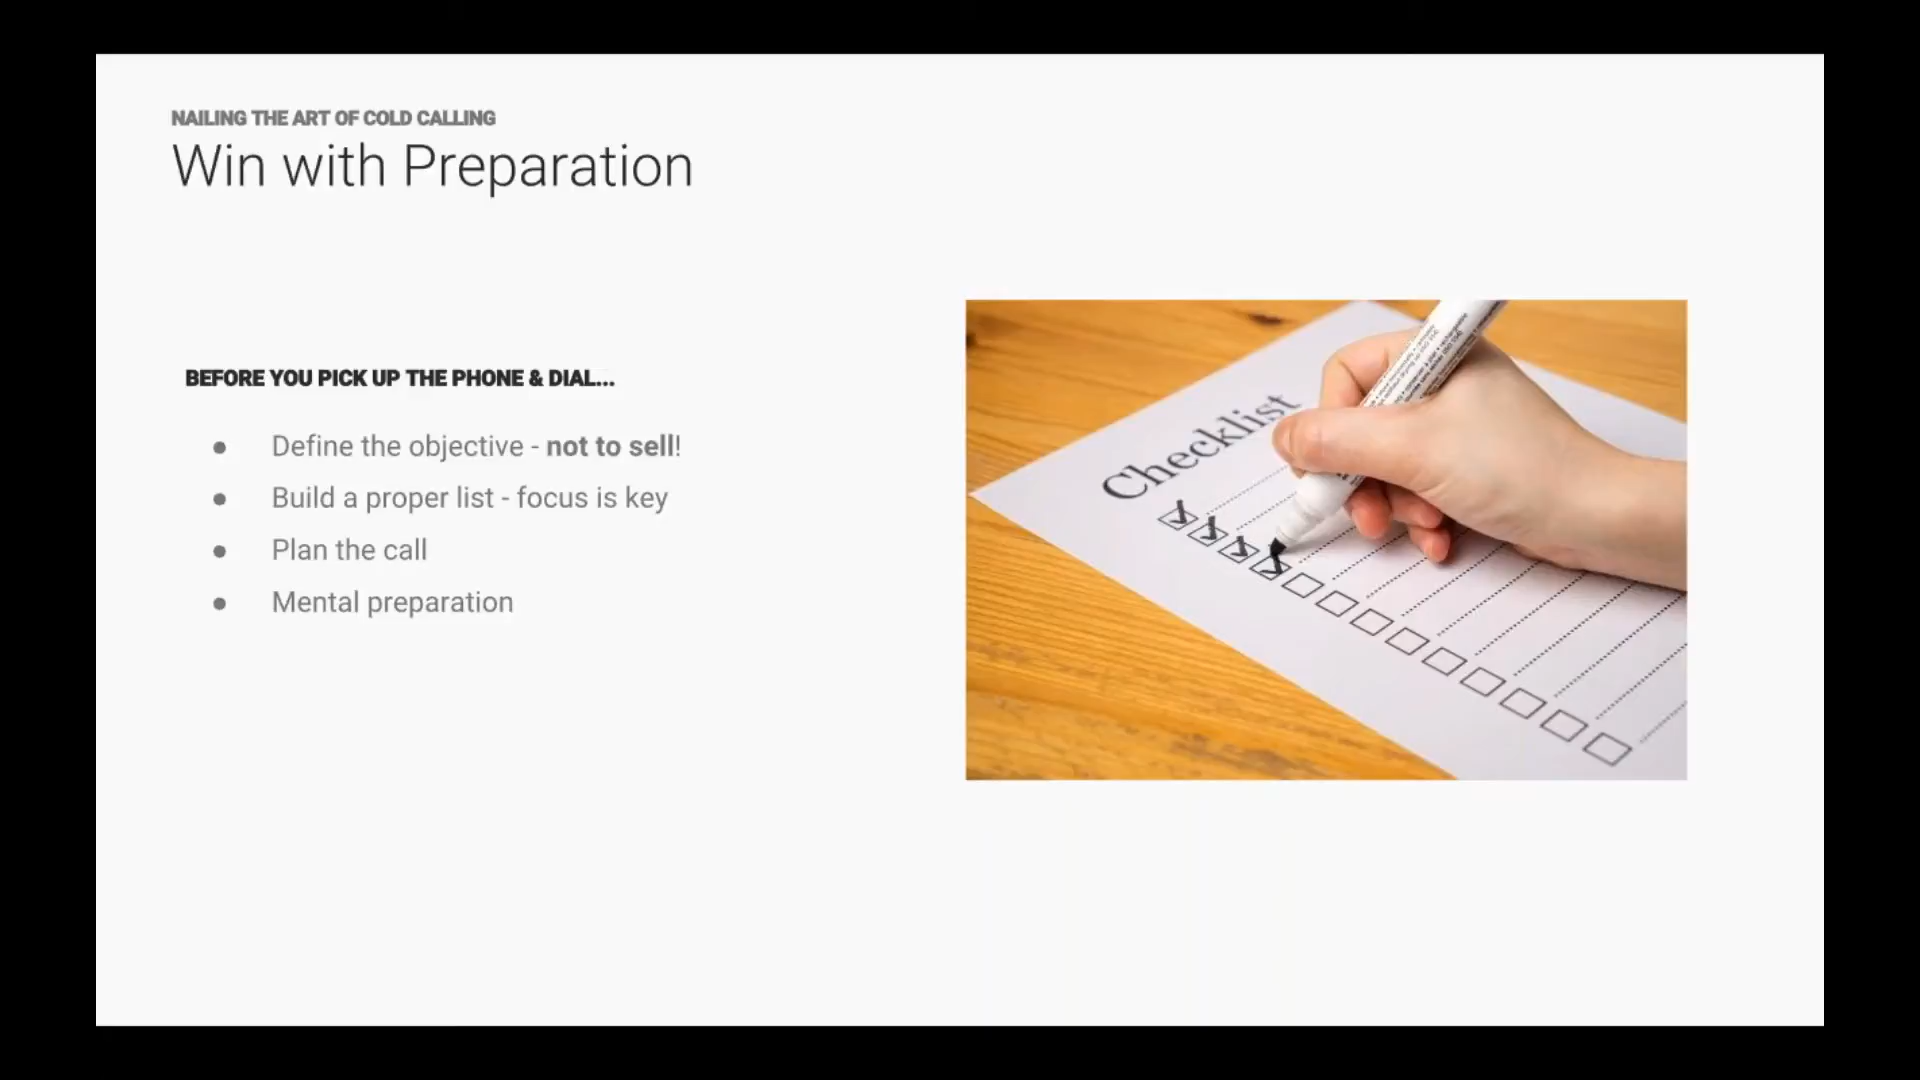 NAILING THE ART OF COLD CALLING
Win with Preparation
BEFORE YOU PICK UP THE PHONE & DIAL...
● Define the objective - not to sell!
● Build a proper list - focus is key
● Plan the call
● Mental preparation
Checklist